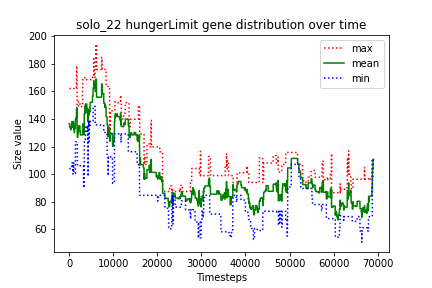 solo_22 hungerLimit gene distribution over time
200
180
160
140
120
100
80
60
Size value
max
mean
min
0 10000 20000 30000 40000 50000 60000 70000
Timesteps